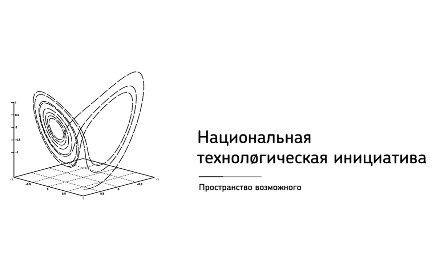 Национальная
технолøгическая инициатива
Пространство возможного